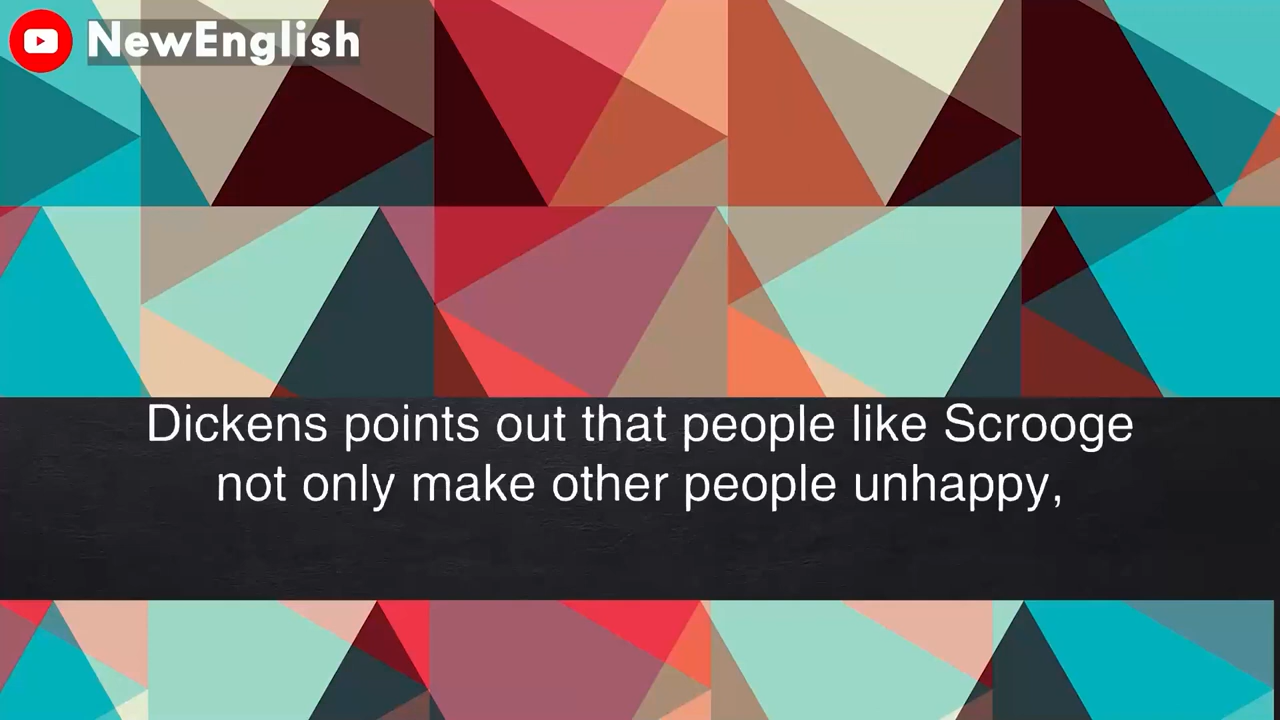 NewEnglish
Dickens points out that people like Scrooge
not only make other people unhappy,